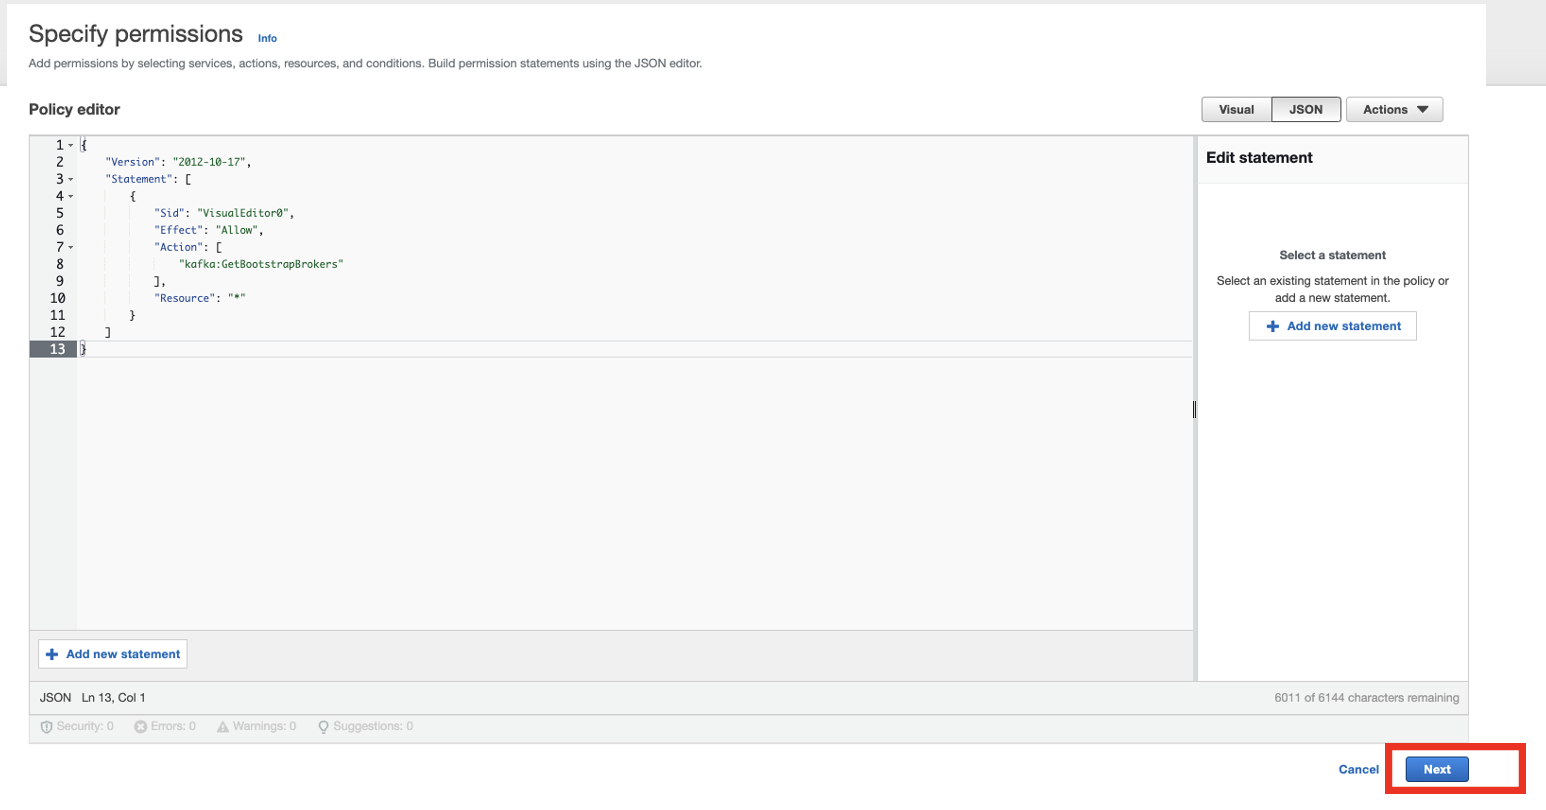 Specify permissions Info
Add permissions by selecting services, actions, resources, and conditions. Build permission statements using the JSON editor.
Policy editor
Visual JSON Actions
1 {
2 "Version": "2012-10-17",
3 "Statement": [
4 {
5 "Sid": "VisualEditor0",
6 "Effect": "Allow",
7 "Action": [
8 "kafka:GetBootstrapBrokers"
9 ],
10 "Resource": "*"
11 }
12 ]
13 }
Edit statement
Select a statement
Select an existing statement in the policy or
add a new statement.
+ Add new statement
+ Add new statement
JSON Ln 13, Col 1
6011 of 6144 characters remaining
Security: 0 Errors: 0 Warnings: 0 Suggestions: 0
Cancel Next